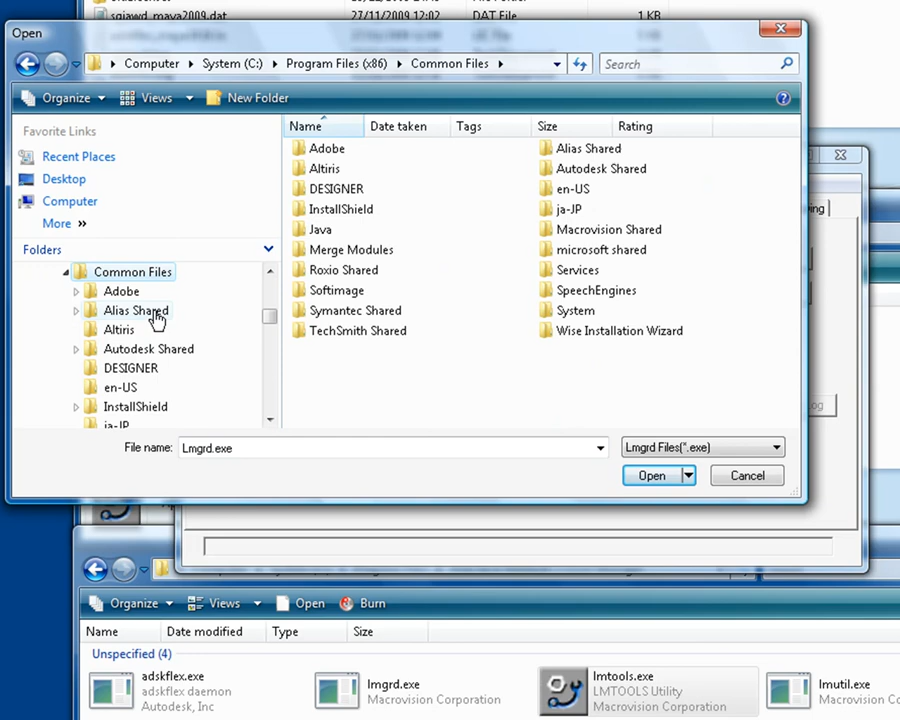 sgiawd_maya2009.dat 27/11/2009 12:02 DAT File 1 KB
Open
Computer System (C:) Program Files (x86) Common Files Search
Organize Views New Folder
Favorite Links
Recent Places
Desktop
Computer
More »
Folders
Common Files
Adobe
Alias Shared
Altiris
Autodesk Shared
DESIGNER
en-US
InstallShield
ja-JP
Name Date taken Tags Size Rating
Adobe Alias Shared
Altiris Autodesk Shared
DESIGNER en-US
InstallShield ja-JP
Java Macrovision Shared
Merge Modules microsoft shared
Roxio Shared Services
Softimage SpeechEngines
Symantec Shared System
TechSmith Shared Wise Installation Wizard
File name: Lmgrd.exe Lmgrd Files(*.exe)
Open Cancel
Organize Views Open Burn
Name Date modified Type Size
Unspecified (4)
adskflex.exe
adskflex daemon
Autodesk, Inc
lmgrd.exe
Macrovision Corporation
lmtools.exe
LMTOOLS Utility
Macrovision Corporation
lmutil.exe
Macrovision Co